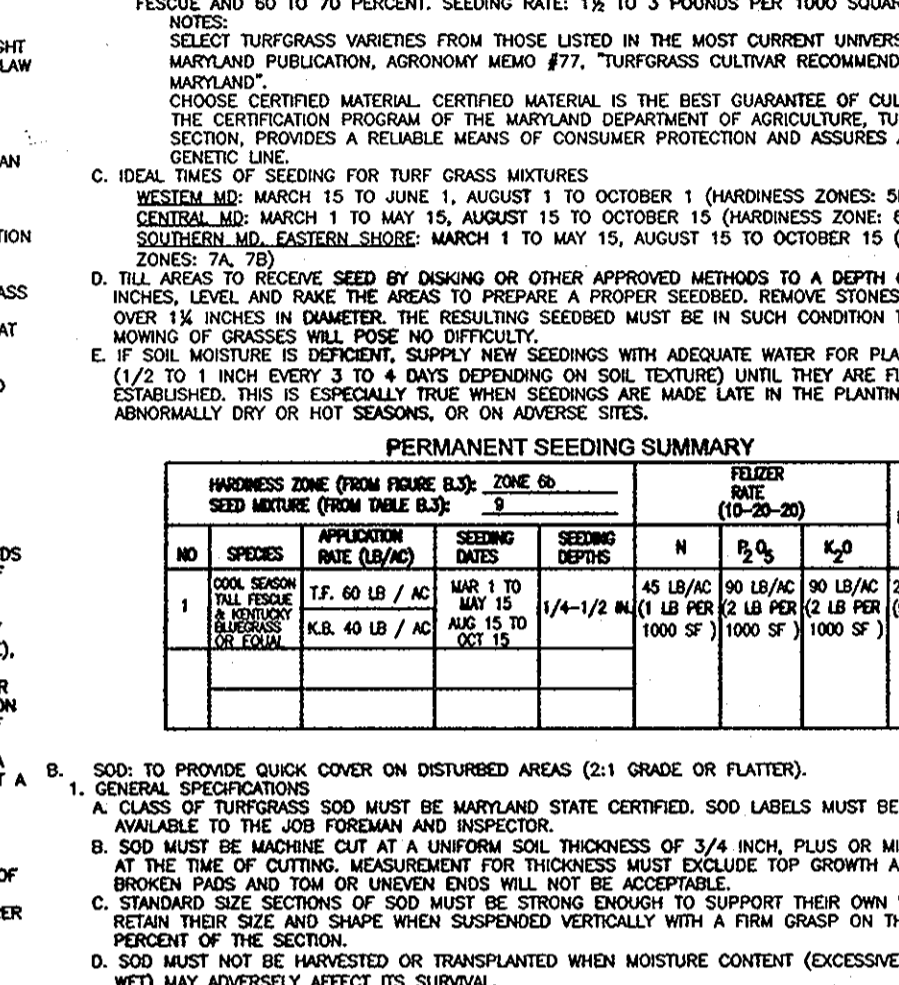 FESCUE AND 60 TO 70 PERCENT. SEEDING RATE: 1½ TO 3 POUNDS PER 1000 SQUAR
NOTES:
SELECT TURFGRASS VARIETIES FROM THOSE LISTED IN THE MOST CURRENT UNIVERS
MARYLAND PUBLICATION, AGRONOMY MEMO #77, "TURFGRASS CULTIVAR RECOMMEND
MARYLAND".
CHOOSE CERTIFIED MATERIAL. CERTIFIED MATERIAL IS THE BEST GUARANTEE OF CUL
THE CERTIFICATION PROGRAM OF THE MARYLAND DEPARTMENT OF AGRICULTURE, TU
SECTION, PROVIDES A RELIABLE MEANS OF CONSUMER PROTECTION AND ASSURES
GENETIC LINE.
C. IDEAL TIMES OF SEEDING FOR TURF GRASS MIXTURES
WESTEM MD: MARCH 15 TO JUNE 1, AUGUST 1 TO OCTOBER 1 (HARDINESS ZONES: 5
CENTRAL MD: MARCH 1 TO MAY 15, AUGUST 15 TO OCTOBER 15 (HARDINESS ZONE:
SOUTHERN MD. EASTERN SHORE: MARCH 1 TO MAY 15, AUGUST 15 TO OCTOBER 15 (
ZONES: 7A, 7B)
D. TILL AREAS TO RECEIVE SEED BY DISKING OR OTHER APPROVED METHODS TO A DEPTH
INCHES, LEVEL AND RAKE THE AREAS TO PREPARE A PROPER SEEDBED. REMOVE STONES
OVER 1½ INCHES IN DIAMETER. THE RESULTING SEEDBED MUST BE IN SUCH CONDITION T
MOWING OF GRASSES WILL POSE NO DIFFICULTY.
E. IF SOIL MOISTURE IS DEFICIENT, SUPPLY NEW SEEDINGS WITH ADEQUATE WATER FOR PLA
(1/2 TO 1 INCH EVERY 3 TO 4 DAYS DEPENDING ON SOIL TEXTURE) UNTIL THEY ARE FI
ESTABLISHED. THIS IS ESPECIALLY TRUE WHEN SEEDINGS ARE MADE LATE IN THE PLANTIN
ABNORMALLY DRY OR HOT SEASONS, OR ON ADVERSE SITES.
PERMANENT SEEDING SUMMARY
HARDINESS ZONE (FROM FIGURE B.3): ZONE 6b
SEED MIXTURE (FROM TABLE B.3): 9
FELIZER
RATE
(10-20-20)
NO SPECIES APPLICATION RATE (LB/AC) SEEDING DATES SEEDING DEPTHS N P2O5 K2O
1
COOL SEASON
TALL FESCUE
& KENTUCKY
BLUEGRASS
OR EQUAL
T.F. 60 LB / AC
K.B. 40 LB / AC
MAR 1 TO
MAY 15
AUG 15 TO
OCT 15
1/4-1/2 IN.
45 LB/AC
(1 LB PER
1000 SF )
90 LB/AC
(2 LB PER
1000 SF )
90 LB/AC
(2 LB PER
1000 SF )
B. SOD: TO PROVIDE QUICK COVER ON DISTURBED AREAS (2:1 GRADE OR FLATTER).
1. GENERAL SPECIFICATIONS
A. CLASS OF TURFGRASS SOD MUST BE MARYLAND STATE CERTIFIED. SOD LABELS MUST BE
AVAILABLE TO THE JOB FOREMAN AND INSPECTOR.
B. SOD MUST BE MACHINE CUT AT A UNIFORM SOIL THICKNESS OF 3/4 INCH, PLUS OR MI
AT THE TIME OF CUTTING. MEASUREMENT FOR THICKNESS MUST EXCLUDE TOP GROWTH A
BROKEN PADS AND TOM OR UNEVEN ENDS WILL NOT BE ACCEPTABLE.
C. STANDARD SIZE SECTIONS OF SOD MUST BE STRONG ENOUGH TO SUPPORT THEIR OWN
RETAIN THEIR SIZE AND SHAPE WHEN SUSPENDED VERTICALLY WITH A FIRM GRASP ON TH
PERCENT OF THE SECTION.
D. SOD MUST NOT BE HARVESTED OR TRANSPLANTED WHEN MOISTURE CONTENT (EXCESSIVE
WET) MAY ADVERSELY AFFECT ITS SURVIVAL.